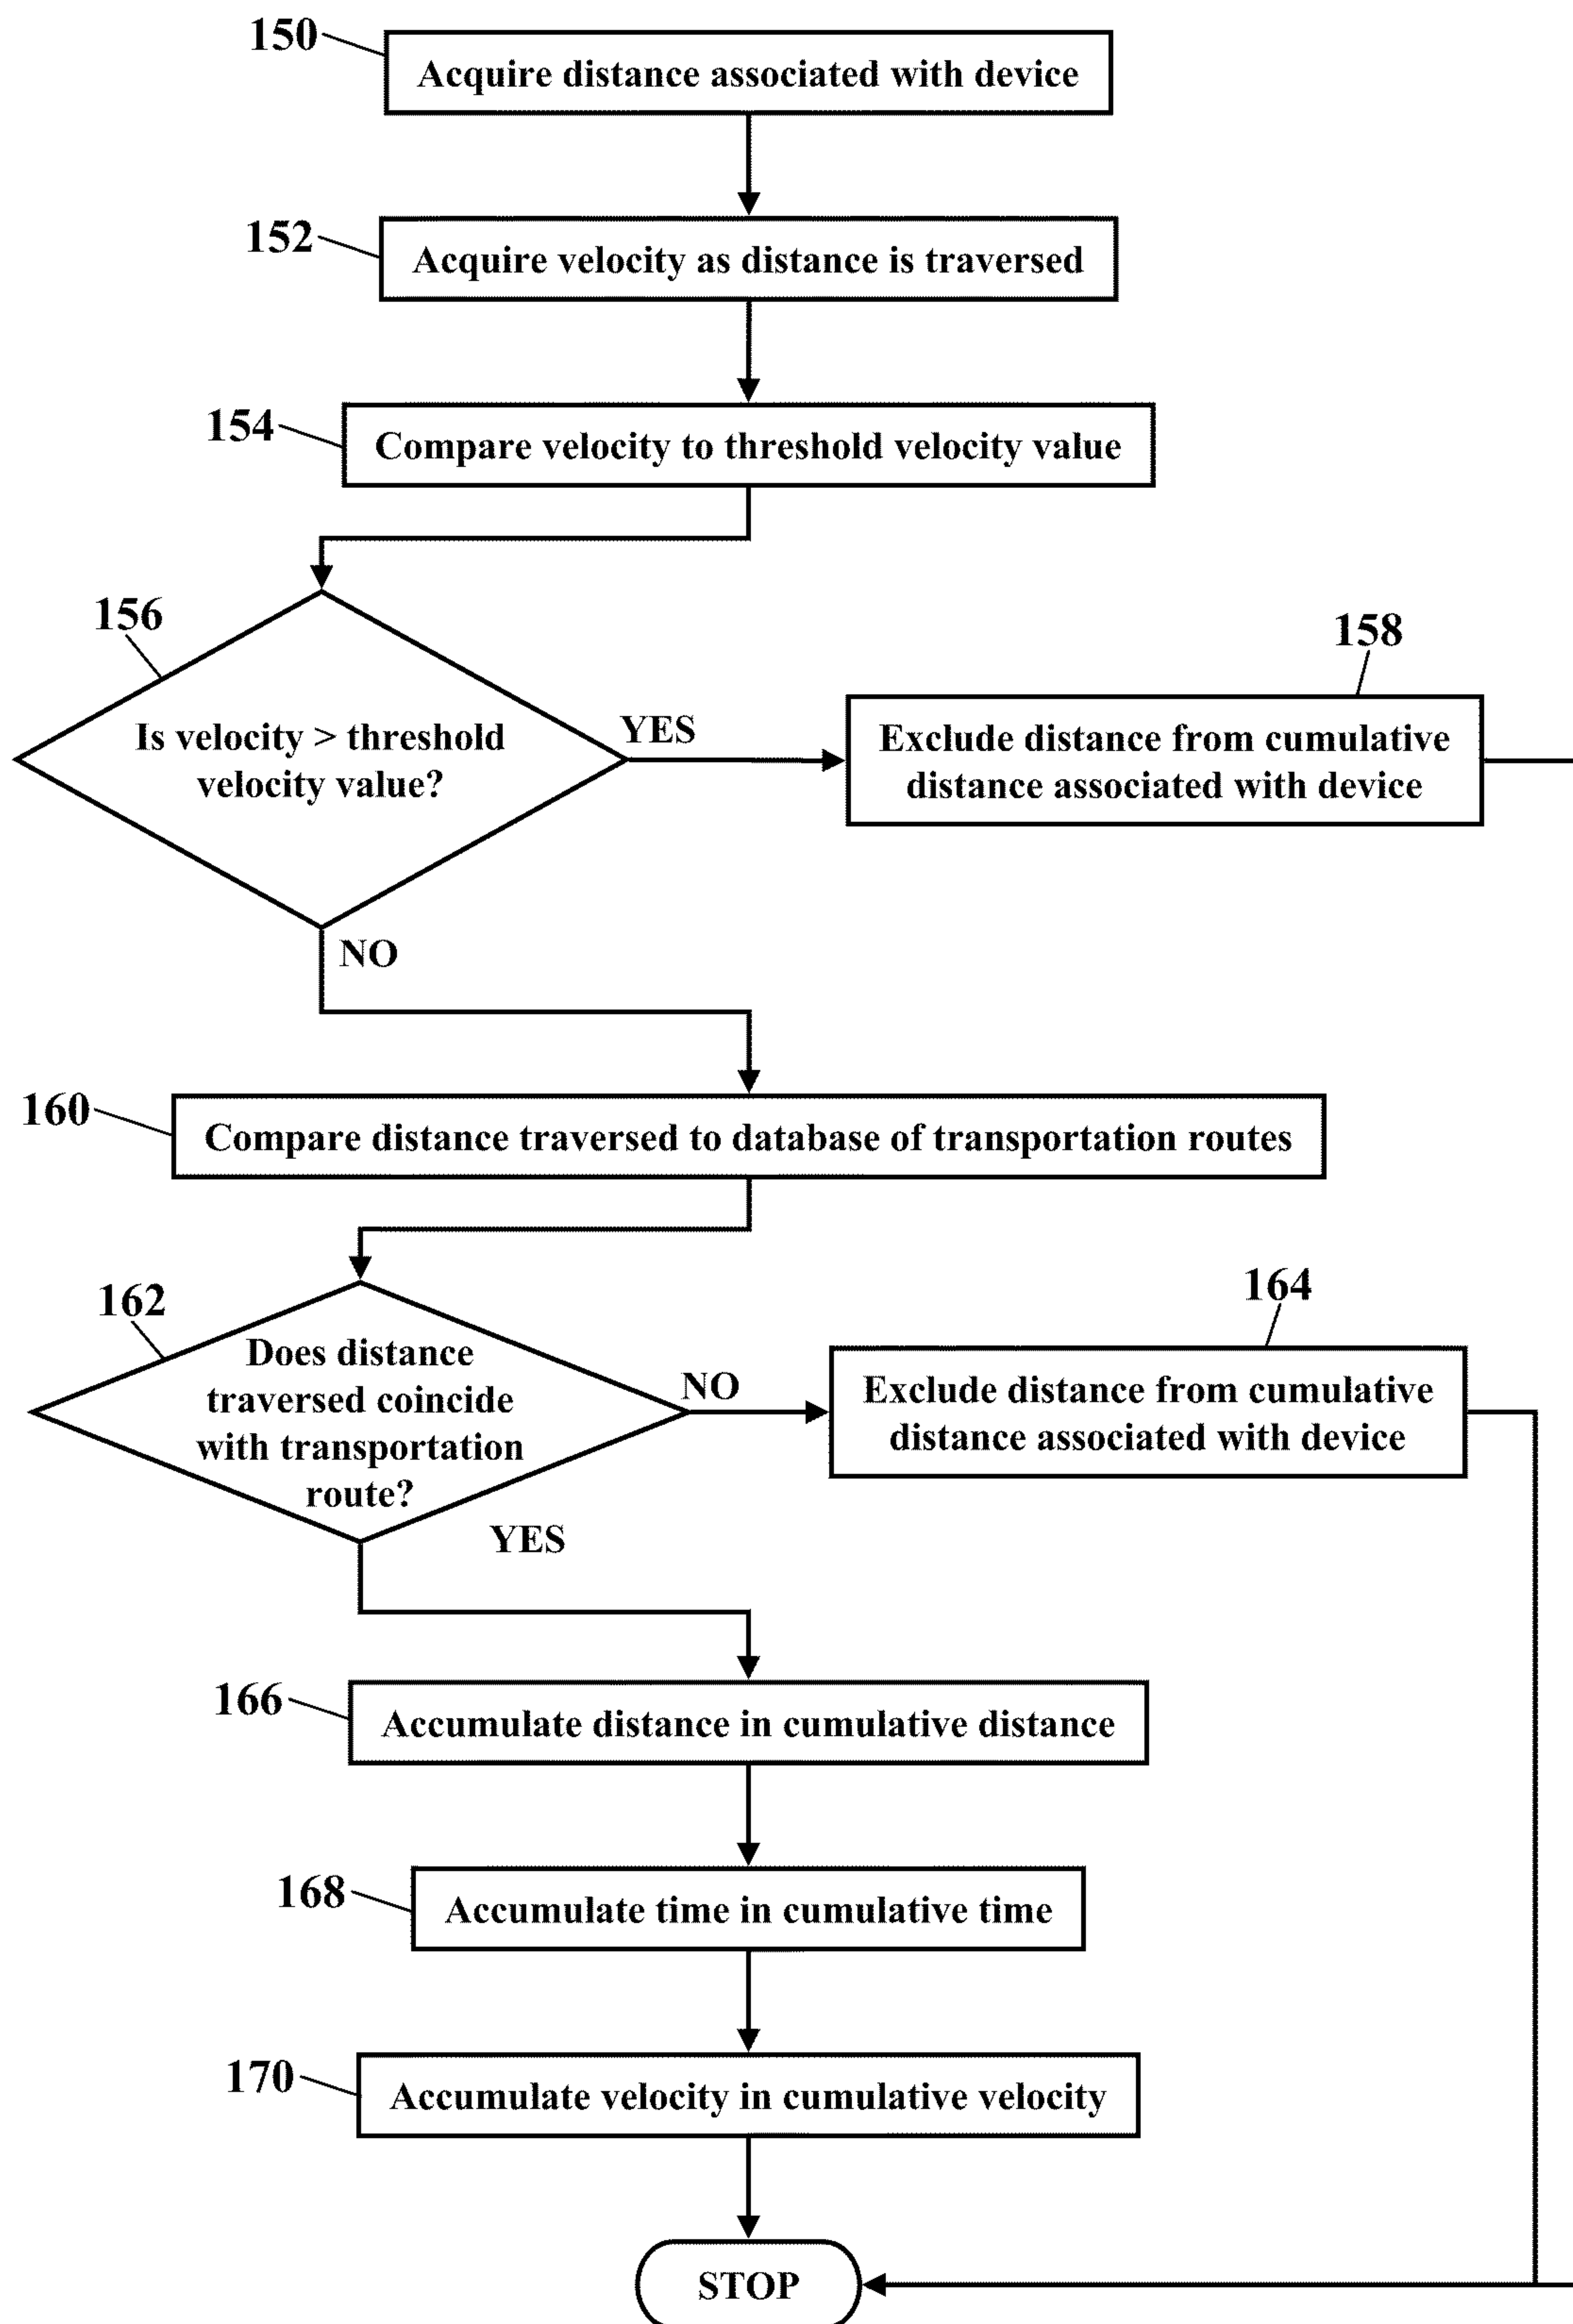 150
Acquire distance associated with device
152
Acquire velocity as distance is traversed
154
Compare velocity to threshold velocity value
156
Is velocity > threshold
velocity value?
YES
158
Exclude distance from cumulative
distance associated with device
NO
160
Compare distance traversed to database of transportation routes
162
Does distance
traversed coincide
with transportation
route?
NO
164
Exclude distance from cumulative
distance associated with device
YES
166
Accumulate distance in cumulative distance
168
Accumulate time in cumulative time
170
Accumulate velocity in cumulative velocity
STOP